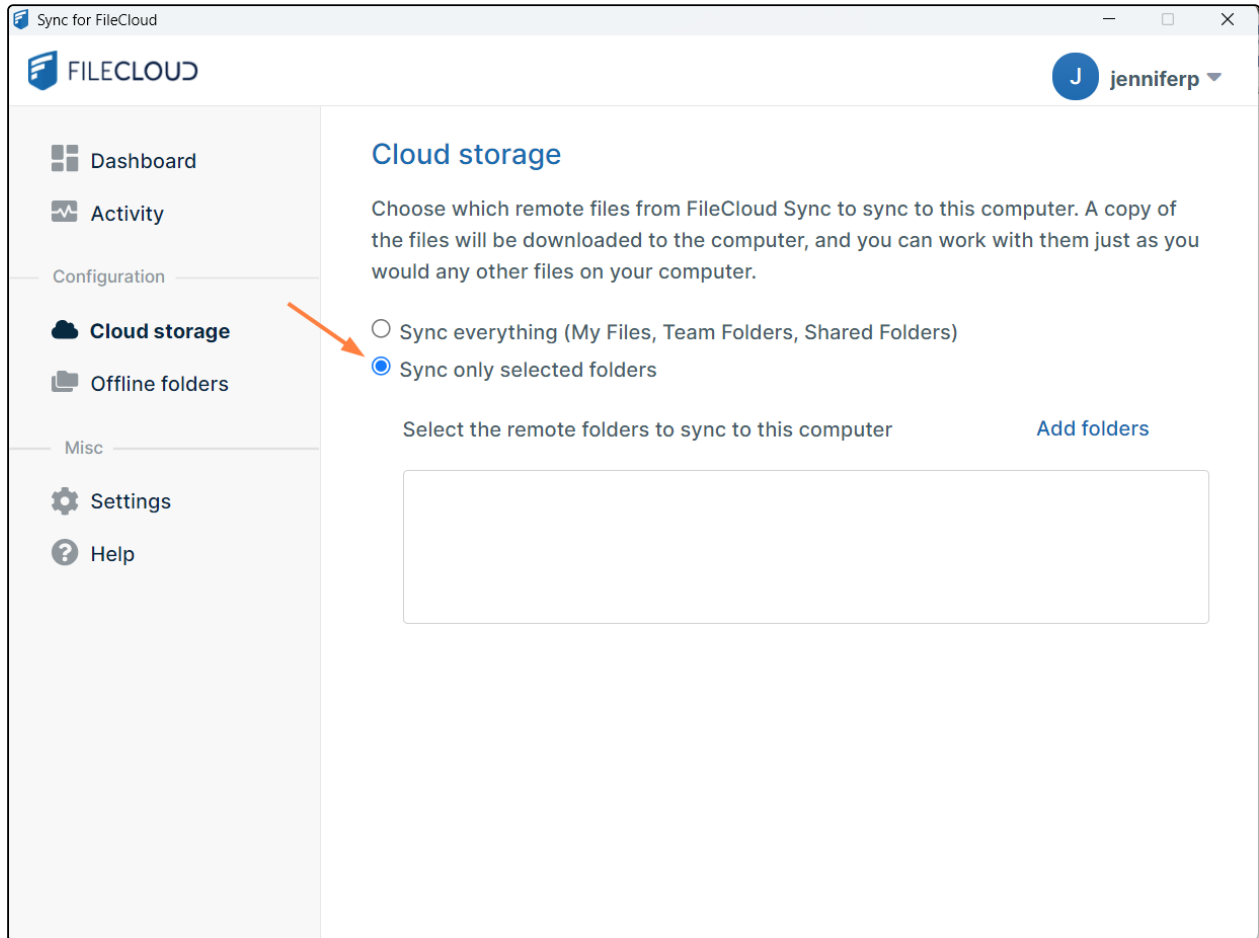 Sync for FileCloud
FILECLOUD
J jenniferp
Dashboard
Activity
Configuration
Cloud storage
Offline folders
Misc
Settings
Help
Cloud storage
Choose which remote files from FileCloud Sync to sync to this computer. A copy of
the files will be downloaded to the computer, and you can work with them just as you
would any other files on your computer.
Sync everything (My Files, Team Folders, Shared Folders)
Sync only selected folders
Select the remote folders to sync to this computer Add folders